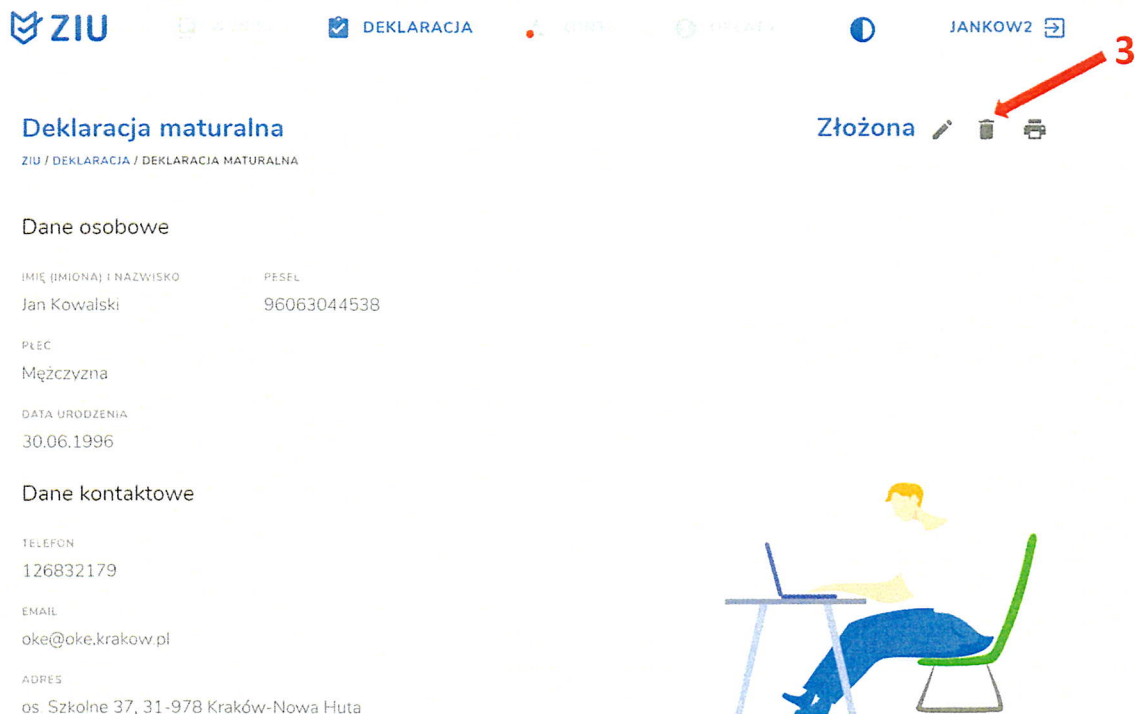 ZIU DEKLARACJA JANKOW2
3
Deklaracja maturalna Złożona
ZIU / DEKLARACJA / DEKLARACJA MATURALNA
Dane osobowe
IMIĘ (IMIONA) I NAZWISKO PESEL
Jan Kowalski 96063044538
PŁEĆ
Mężczyzna
DATA URODZENIA
30.06.1996
Dane kontaktowe
TELEFON
126832179
EMAIL
oke@oke.krakow.pl
ADRES
os. Szkolne 37, 31-978 Kraków-Nowa Huta